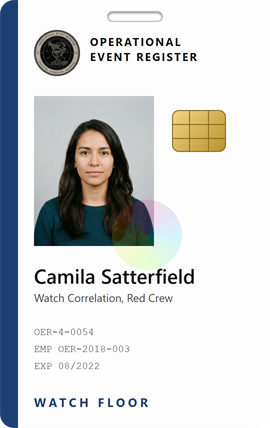 OPERATIONAL
EVENT REGISTER
Camila Satterfield
Watch Correlation, Red Crew
OER-4-0054
EMP OER-2018-003
EXP 08/2022
WATCH FLOOR